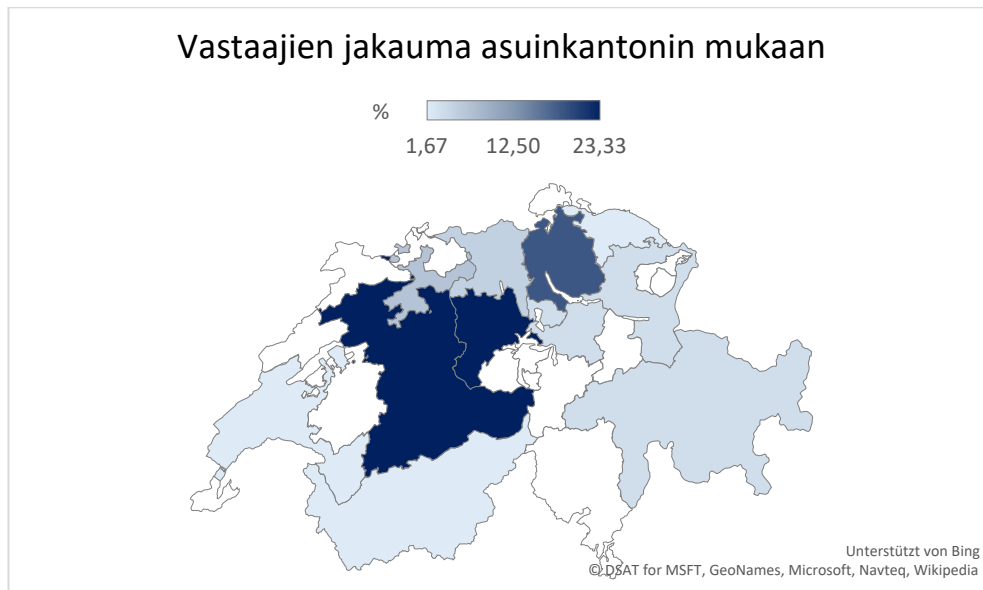 Vastaajien jakauma asuinkantonin mukaan
%
1,67 12,50 23,33
Unterstützt von Bing
© DSAT for MSFT, GeoNames, Microsoft, Navteq, Wikipedia